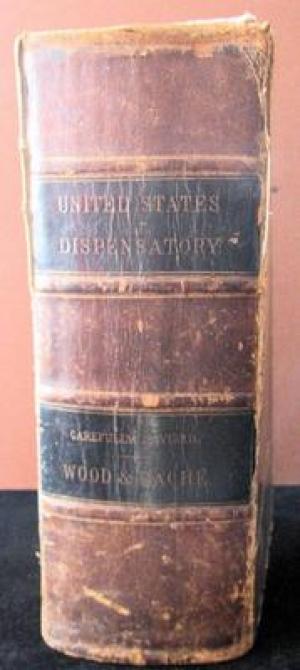 UNITED STATES
DISPENSATORY
CAREFULLY REVISED.
WOOD & BACHE